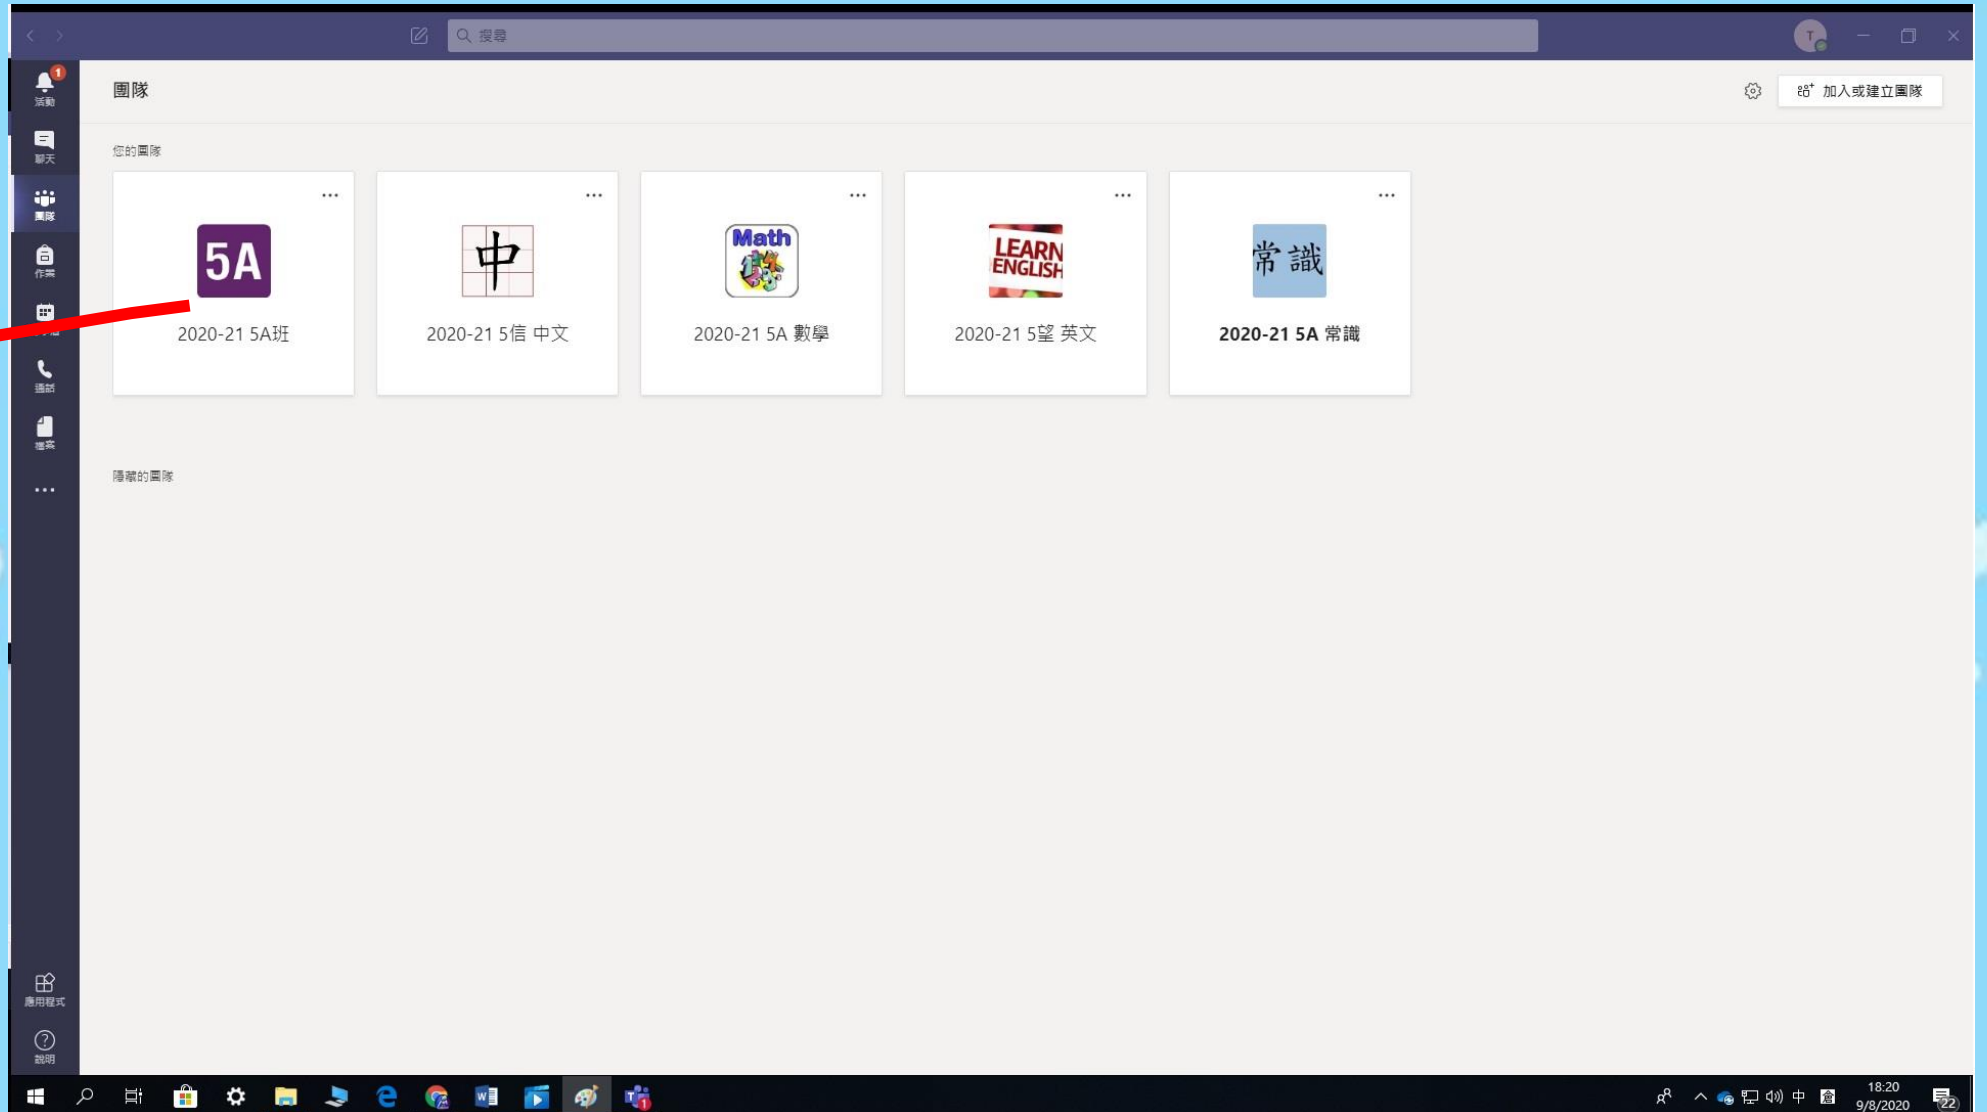 搜尋
T
1
活動
團隊
加入或建立團隊
聊天
您的團隊
團隊
作業
5A
中
Math
數
LEARN
ENGLISH
常識
2020-21 5A班
2020-21 5信 中文
2020-21 5A 數學
2020-21 5望 英文
2020-21 5A 常識
通話
檔案
隱藏的團隊
應用程式
說明
中
倉
18:20
9/8/2020
22